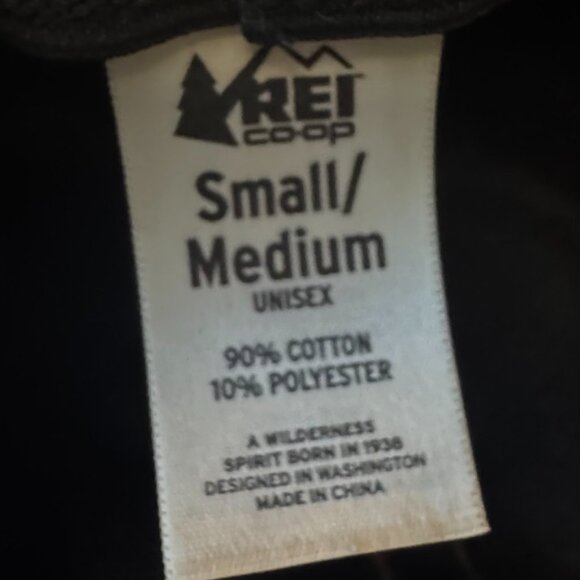 REI
CO·OP
Small/
Medium
UNISEX
90% COTTON
10% POLYESTER
A WILDERNESS
SPIRIT BORN IN 1938
DESIGNED IN WASHINGTON
MADE IN CHINA